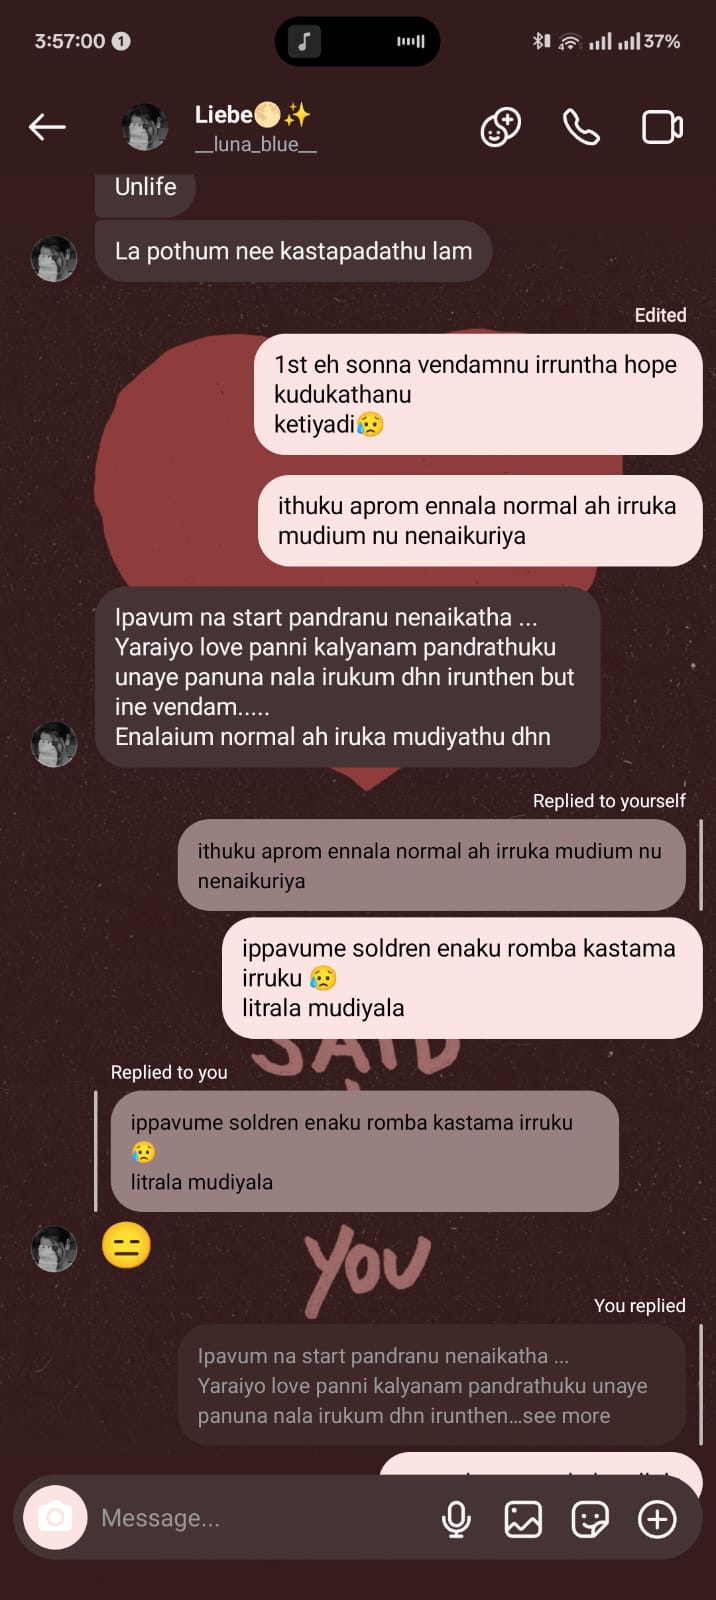 3:57:00 1
37%
Liebe🌕✨
__luna_blue__
Unlife
La pothum nee kastapadathu lam
Edited
1st eh sonna vendamnu irruntha hope
kudukathanu
ketiyadi😥
ithuku aprom ennala normal ah irruka
mudium nu nenaikuriya
Ipavum na start pandranu nenaikatha ...
Yaraiyo love panni kalyanam pandrathuku
unaye panuna nala irukum dhn irunthen but
ine vendam.....
Enalaium normal ah iruka mudiyathu dhn
Replied to yourself
ithuku aprom ennala normal ah irruka mudium nu
nenaikuriya
ippavume soldren enaku romba kastama
irruku 😥
litrala mudiyala
SAID
Replied to you
ippavume soldren enaku romba kastama irruku
😥
litrala mudiyala
😑
YOU
You replied
Ipavum na start pandranu nenaikatha ...
Yaraiyo love panni kalyanam pandrathuku unaye
panuna nala irukum dhn irunthen...see more
Message...